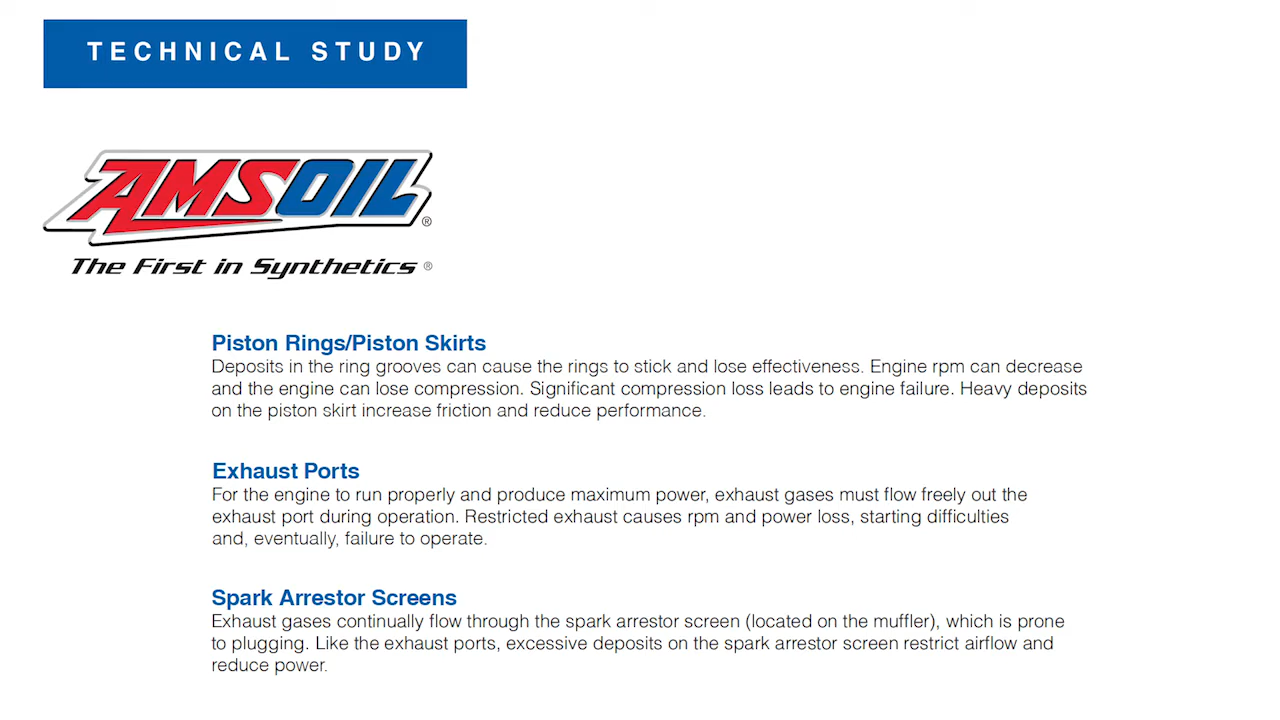 TECHNICAL STUDY
AMSOIL®
The First in Synthetics®
Piston Rings/Piston Skirts
Deposits in the ring grooves can cause the rings to stick and lose effectiveness. Engine rpm can decrease
and the engine can lose compression. Significant compression loss leads to engine failure. Heavy deposits
on the piston skirt increase friction and reduce performance.
Exhaust Ports
For the engine to run properly and produce maximum power, exhaust gases must flow freely out the
exhaust port during operation. Restricted exhaust causes rpm and power loss, starting difficulties
and, eventually, failure to operate.
Spark Arrestor Screens
Exhaust gases continually flow through the spark arrestor screen (located on the muffler), which is prone
to plugging. Like the exhaust ports, excessive deposits on the spark arrestor screen restrict airflow and
reduce power.